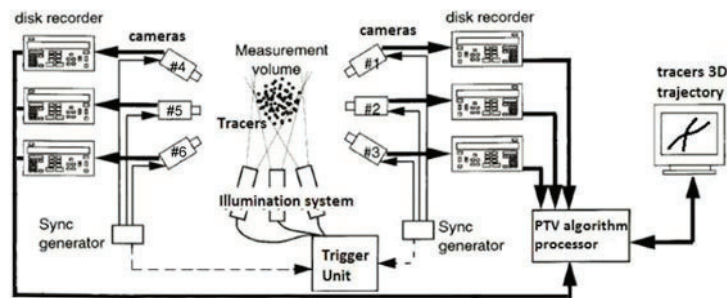 disk recorder
cameras
Measurement
volume
cameras
disk recorder
#4
#5
#6
Tracers
#1
#2
#3
tracers 3D
trajectory
Illumination system
Sync
generator
Trigger
Unit
Sync
generator
PTV algorithm
processor